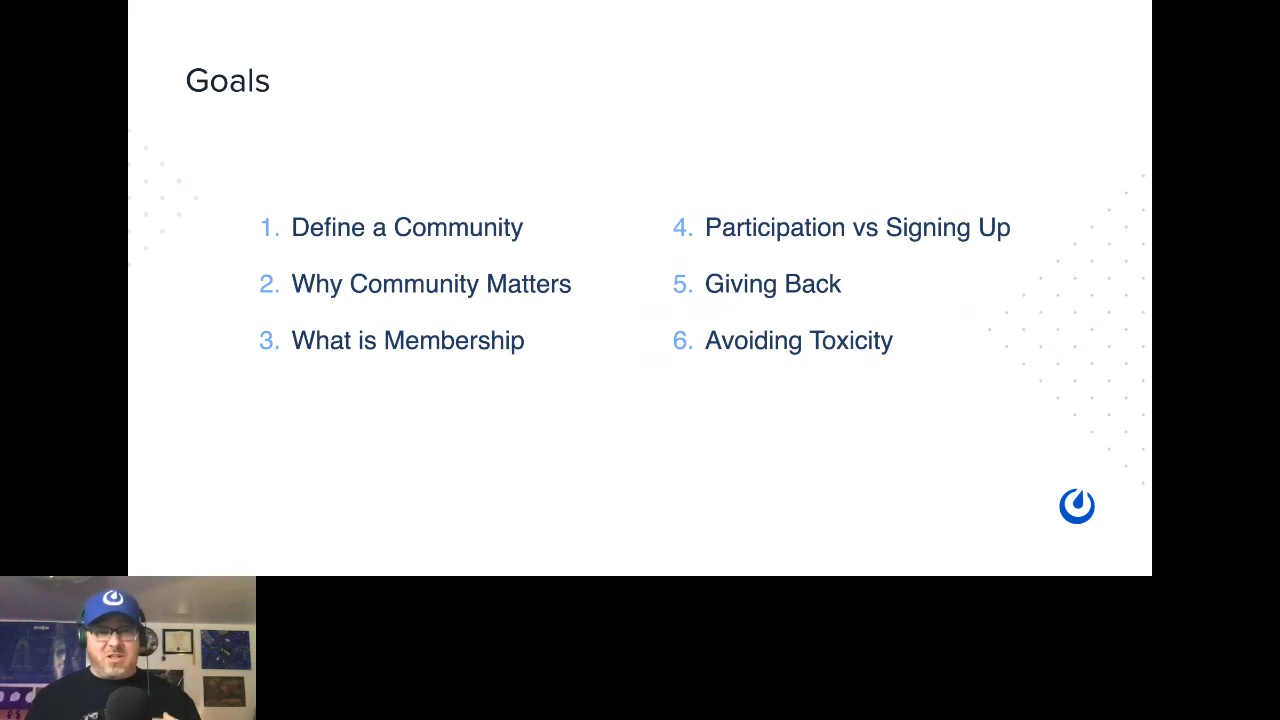 Goals
1. Define a Community
2. Why Community Matters
3. What is Membership
4. Participation vs Signing Up
5. Giving Back
6. Avoiding Toxicity